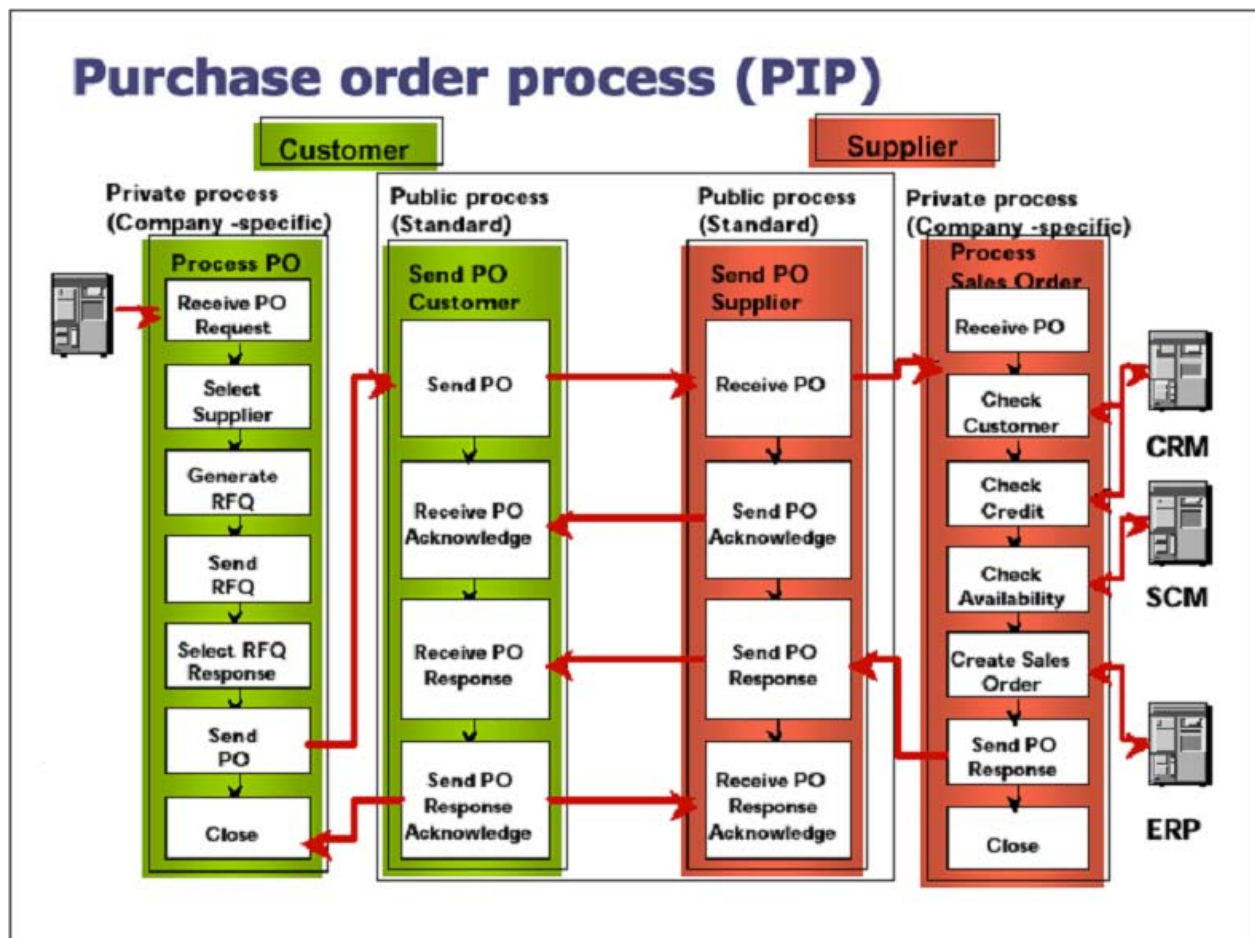 Purchase order process (PIP)
Customer
Supplier
Private process
(Company -specific)
Public process
(Standard)
Public process
(Standard)
Private process
(Company -specific)
Process PO
Receive PO
Request
Select
Supplier
Generate
RFQ
Send
RFQ
Select RFQ
Response
Send
PO
Close
Send PO
Customer
Send PO
Receive PO
Acknowledge
Receive PO
Response
Send PO
Response
Acknowledge
Send PO
Supplier
Receive PO
Send PO
Acknowledge
Send PO
Response
Receive PO
Response
Acknowledge
Process
Sales Order
Receive PO
Check
Customer
Check
Credit
Check
Availability
Create Sales
Order
Send PO
Response
Close
CRM
SCM
ERP